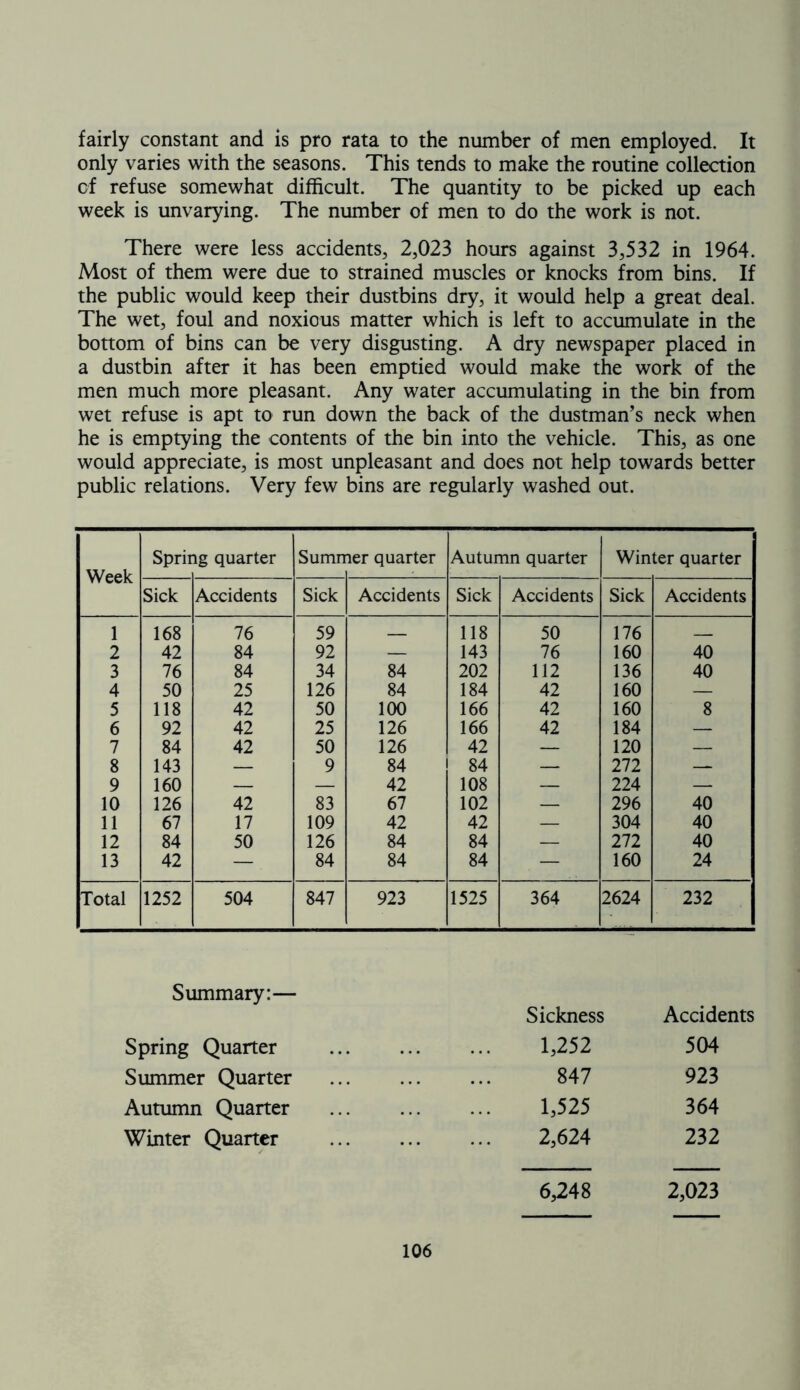 fairly constant and is pro rata to the number of men employed. It
only varies with the seasons. This tends to make the routine collection
of refuse somewhat difficult. The quantity to be picked up each
week is unvarying. The number of men to do the work is not.
There were less accidents, 2,023 hours against 3,532 in 1964.
Most of them were due to strained muscles or knocks from bins. If
the public would keep their dustbins dry, it would help a great deal.
The wet, foul and noxious matter which is left to accumulate in the
bottom of bins can be very disgusting. A dry newspaper placed in
a dustbin after it has been emptied would make the work of the
men much more pleasant. Any water accumulating in the bin from
wet refuse is apt to run down the back of the dustman's neck when
he is emptying the contents of the bin into the vehicle. This, as one
would appreciate, is most unpleasant and does not help towards better
public relations. Very few bins are regularly washed out.
Week Spring quarter Summer quarter Autumn quarter Winter quarter
Sick Accidents Sick Accidents Sick Accidents Sick Accidents
1 168 76 59 — 118 50 176 —
2 42 84 92 — 143 76 160 40
3 76 84 34 84 202 112 136 40
4 50 25 126 84 184 42 160 —
5 118 42 50 100 166 42 160 8
6 92 42 25 126 166 42 184 —
7 84 42 50 126 42 — 120 —
8 143 — 9 84 84 — 272 —
9 160 — — 42 108 — 224 —
10 126 42 83 67 102 — 296 40
11 67 17 109 42 42 — 304 40
12 84 50 126 84 84 — 272 40
13 42 — 84 84 84 — 160 24
Total 1252 504 847 923 1525 364 2624 232
Summary:—
Sickness Accidents
Spring Quarter ... ... ... 1,252 504
Summer Quarter ... ... ... 847 923
Autumn Quarter ... ... ... 1,525 364
Winter Quarter ... ... ... 2,624 232
6,248 2,023
106